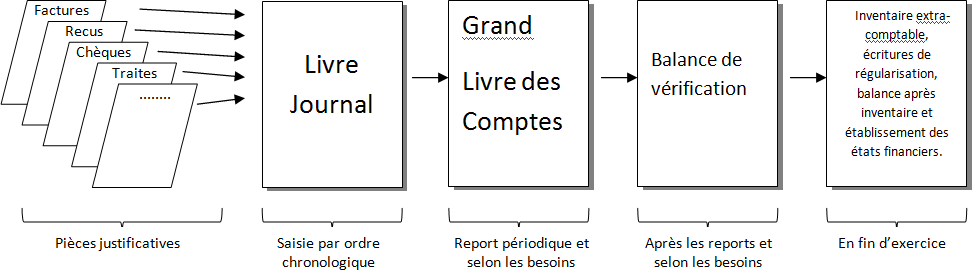 Factures
Recus
Chèques
Traites
........
Livre
Journal
Grand
Livre des
Comptes
Balance de
vérification
Inventaire extra-
comptable,
écritures de
régularisation,
balance après
inventaire et
établissement des
états financiers.
Pièces justificatives
Saisie par ordre
chronologique
Report périodique et
selon les besoins
Après les reports et
selon les besoins
En fin d’exercice